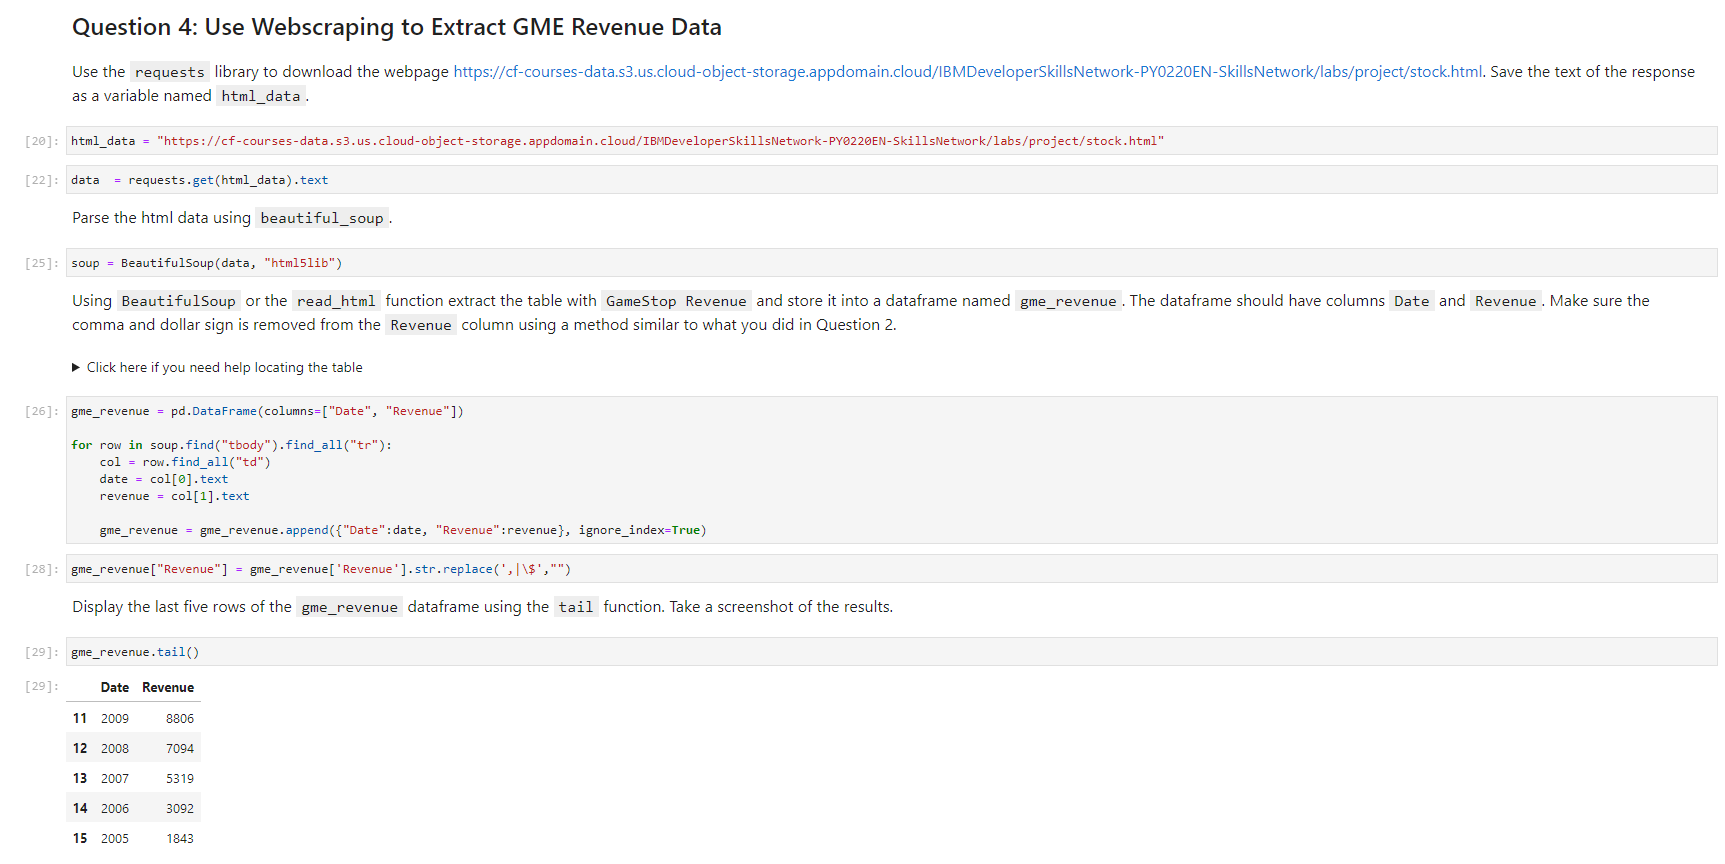 Question 4: Use Webscraping to Extract GME Revenue Data
Use the requests library to download the webpage https://cf-courses-data.s3.us.cloud-object-storage.appdomain.cloud/IBMDeveloperSkillsNetwork-PY0220EN-SkillsNetwork/labs/project/stock.html. Save the text of the response
as a variable named html_data.
[20]: html_data = "https://cf-courses-data.s3.us.cloud-object-storage.appdomain.cloud/IBMDeveloperSkillsNetwork-PY0220EN-SkillsNetwork/labs/project/stock.html"
[22]: data  = requests.get(html_data).text
Parse the html data using beautiful_soup.
[25]: soup = BeautifulSoup(data, "html5lib")
Using BeautifulSoup or the read_html function extract the table with GameStop Revenue and store it into a dataframe named gme_revenue. The dataframe should have columns Date and Revenue. Make sure the
comma and dollar sign is removed from the Revenue column using a method similar to what you did in Question 2.
▶ Click here if you need help locating the table
[26]: gme_revenue = pd.DataFrame(columns=["Date", "Revenue"])
for row in soup.find("tbody").find_all("tr"):
    col = row.find_all("td")
    date = col[0].text
    revenue = col[1].text
    gme_revenue = gme_revenue.append({"Date":date, "Revenue":revenue}, ignore_index=True)
[28]: gme_revenue["Revenue"] = gme_revenue['Revenue'].str.replace(',|\$',"")
Display the last five rows of the gme_revenue dataframe using the tail function. Take a screenshot of the results.
[29]: gme_revenue.tail()
[29]: Date Revenue
11 2009 8806
12 2008 7094
13 2007 5319
14 2006 3092
15 2005 1843